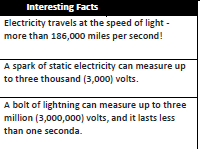 Interesting Facts
Electricity travels at the speed of light -
more than 186,000 miles per second!
A spark of static electricity can measure up
to three thousand (3,000) volts.
A bolt of lightning can measure up to three
million (3,000,000) volts, and it lasts less
than one seconda.